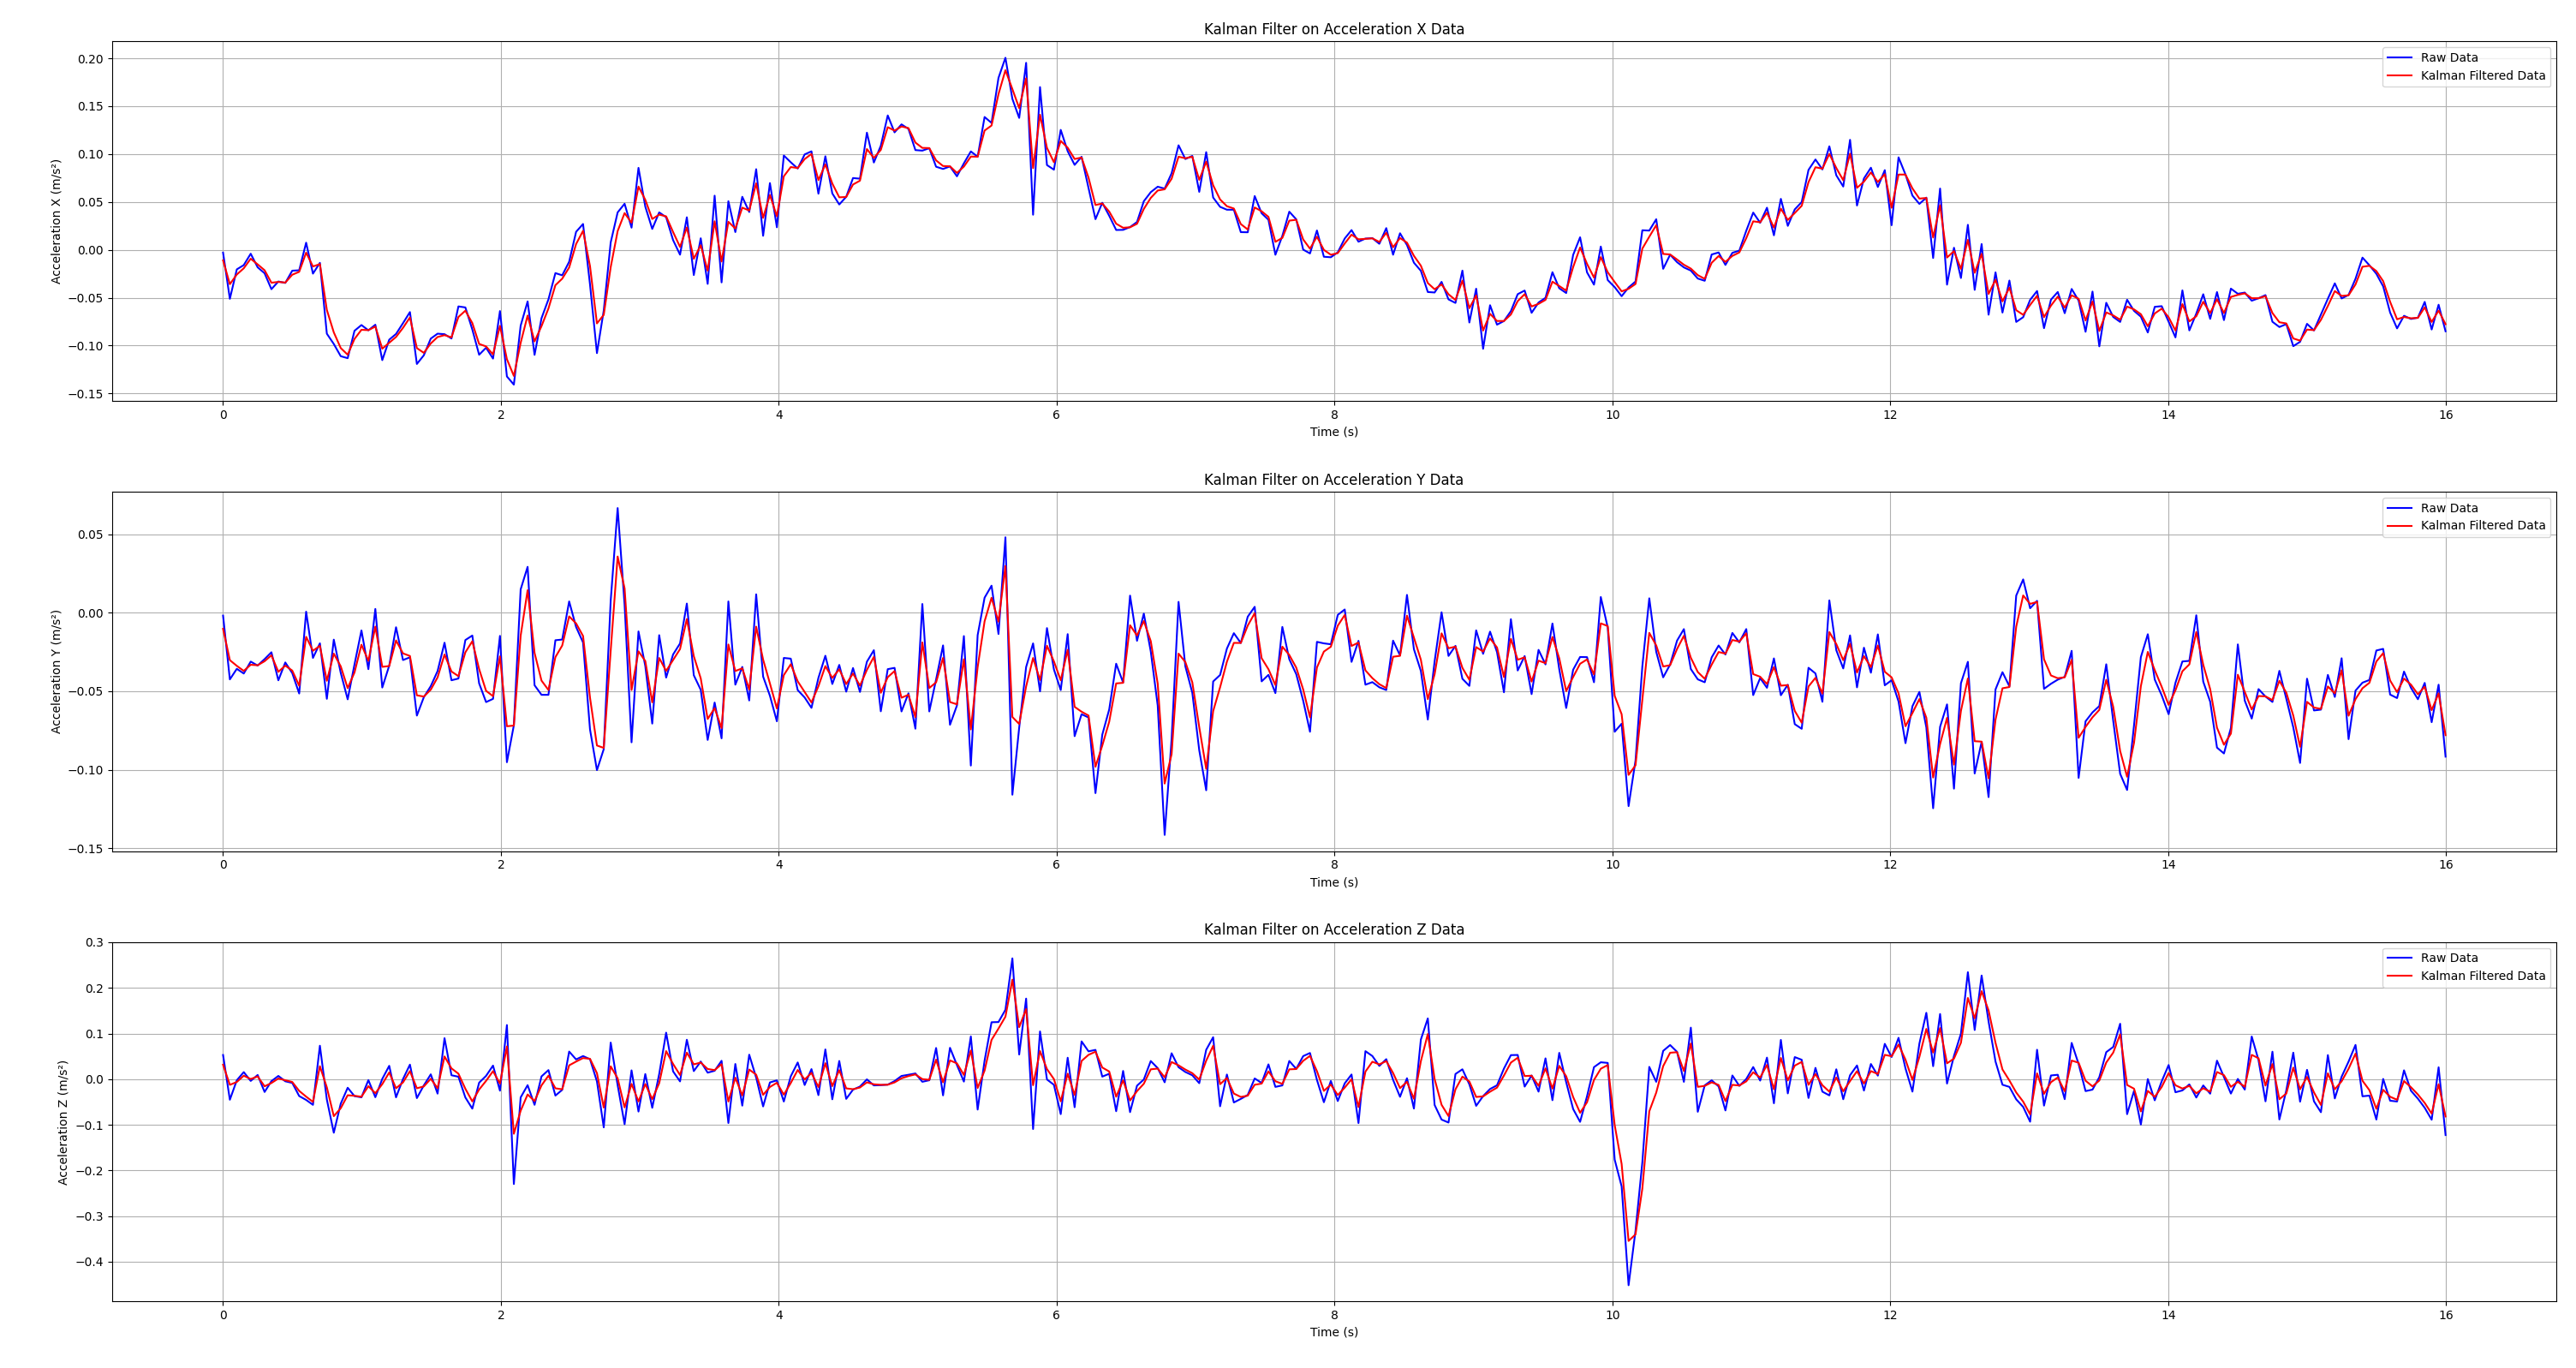 Kalman Filter on Acceleration X Data
Raw Data
Kalman Filtered Data
Acceleration X (m/s²)
0.20
0.15
0.10
0.05
0.00
−0.05
−0.10
−0.15
0 2 4 6 8 10 12 14 16
Time (s)
Kalman Filter on Acceleration Y Data
Raw Data
Kalman Filtered Data
Acceleration Y (m/s²)
0.05
0.00
−0.05
−0.10
−0.15
0 2 4 6 8 10 12 14 16
Time (s)
Kalman Filter on Acceleration Z Data
Raw Data
Kalman Filtered Data
Acceleration Z (m/s²)
0.3
0.2
0.1
0.0
−0.1
−0.2
−0.3
−0.4
0 2 4 6 8 10 12 14 16
Time (s)